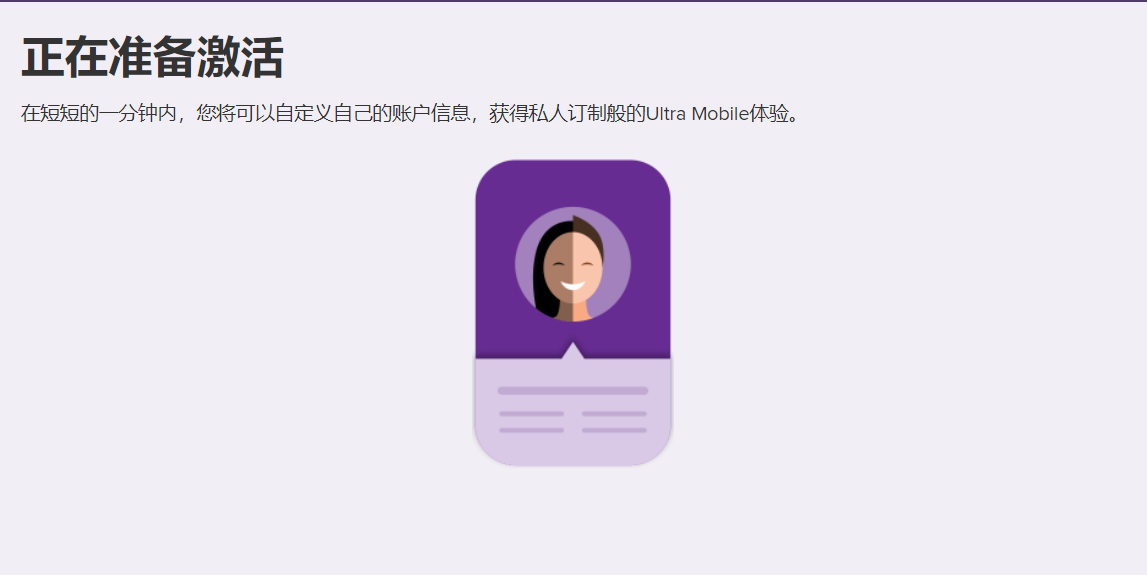 正在准备激活
在短短的一分钟内，您将可以自定义自己的账户信息，获得私人订制般的Ultra Mobile体验。